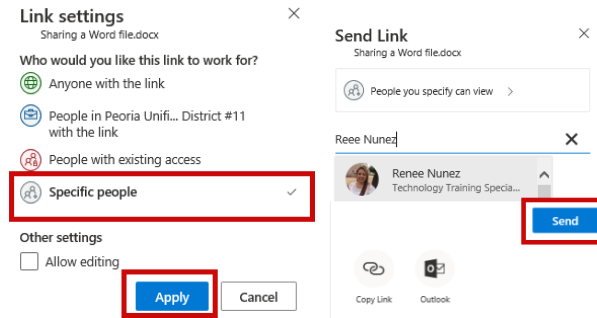 Link settings
Sharing a Word file.docx
Who would you like this link to work for?
Anyone with the link
People in Peoria Unifi... District #11
with the link
People with existing access
Specific people
Other settings
Allow editing
Apply
Cancel
Send Link
Sharing a Word file.docx
People you specify can view
Reee Nunez
Renee Nunez
Technology Training Specia...
Send
Copy Link
Outlook